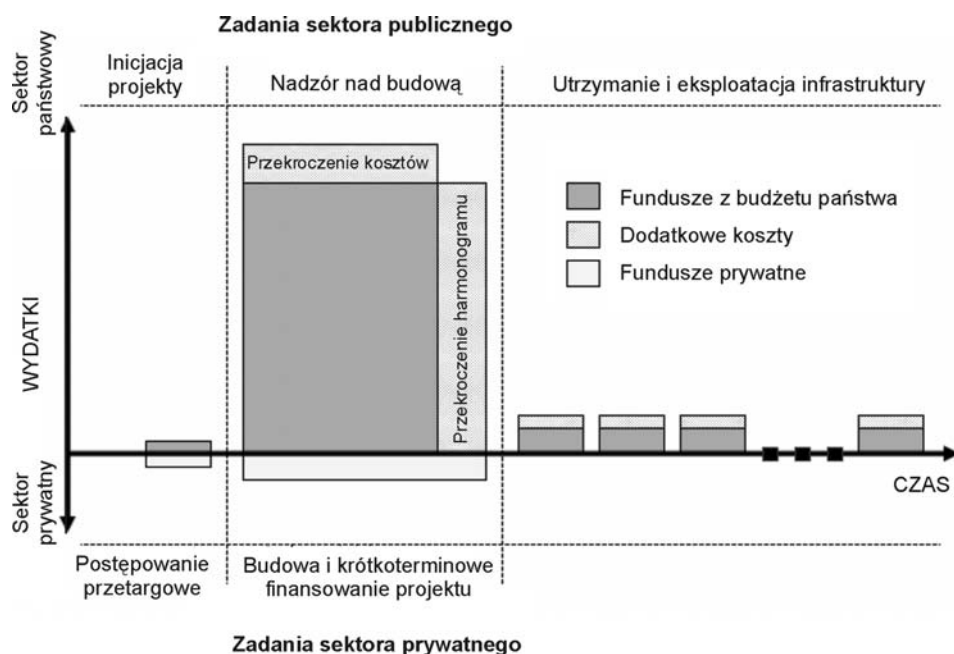 Zadania sektora publicznego
Sektor
państwowy
Inicjacja
projekty
Nadzór nad budową
Utrzymanie i eksploatacja infrastruktury
Przekroczenie kosztów
Przekroczenie harmonogramu
Fundusze z budżetu państwa
Dodatkowe koszty
Fundusze prywatne
WYDATKI
CZAS
Sektor
prywatny
Postępowanie
przetargowe
Budowa i krótkoterminowe
finansowanie projektu
Zadania sektora prywatnego